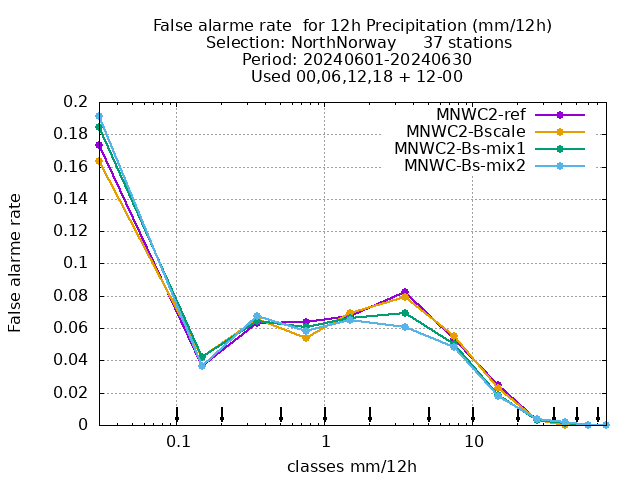 False alarme rate  for 12h Precipitation (mm/12h)
Selection: NorthNorway     37 stations
Period: 20240601-20240630
Used 00,06,12,18 + 12-00
MNWC2-ref
MNWC2-Bscale
MNWC2-Bs-mix1
MNWC-Bs-mix2
0.2
0.18
0.16
0.14
0.12
0.1
0.08
0.06
0.04
0.02
0
False alarme rate
0.1 1 10
classes mm/12h